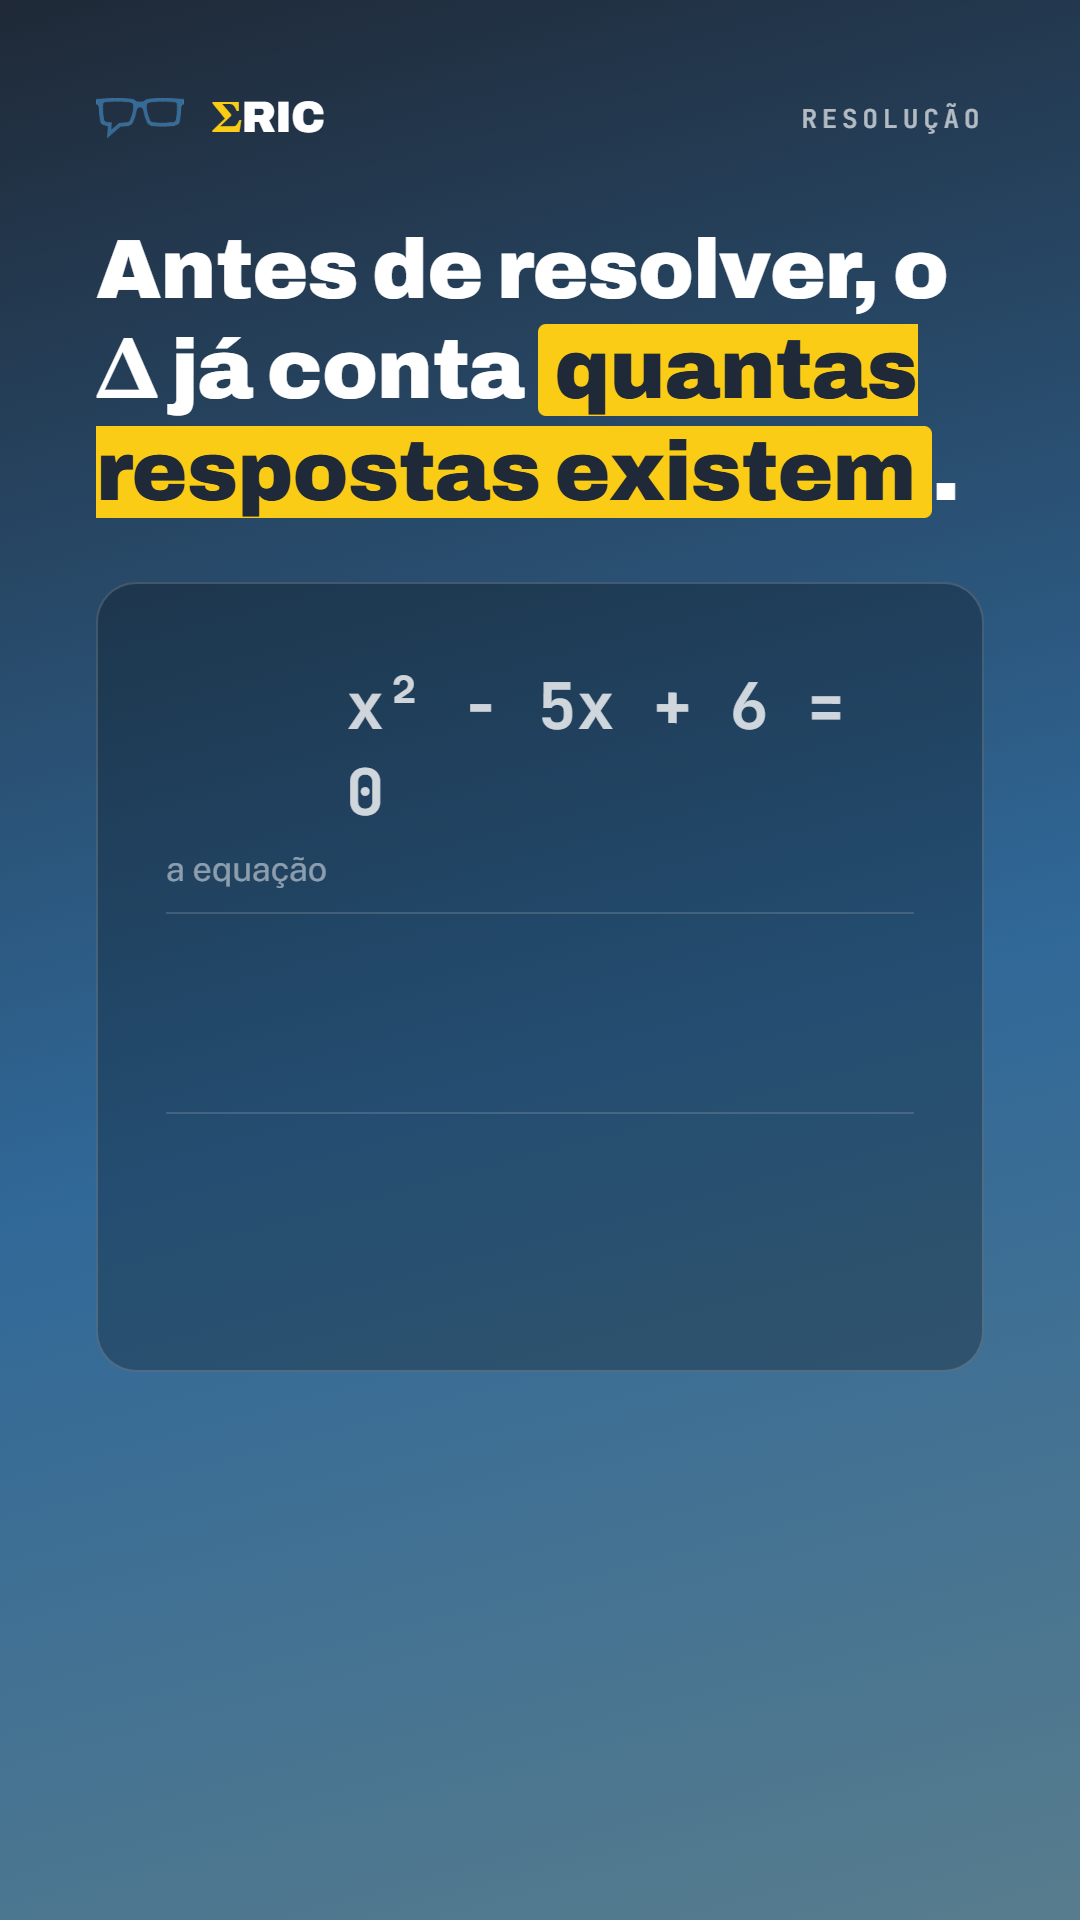 ΣRIC
RESOLUÇÃO
Antes de resolver, o
Δ já conta quantas
respostas existem.
x² - 5x + 6 =
0
a equação